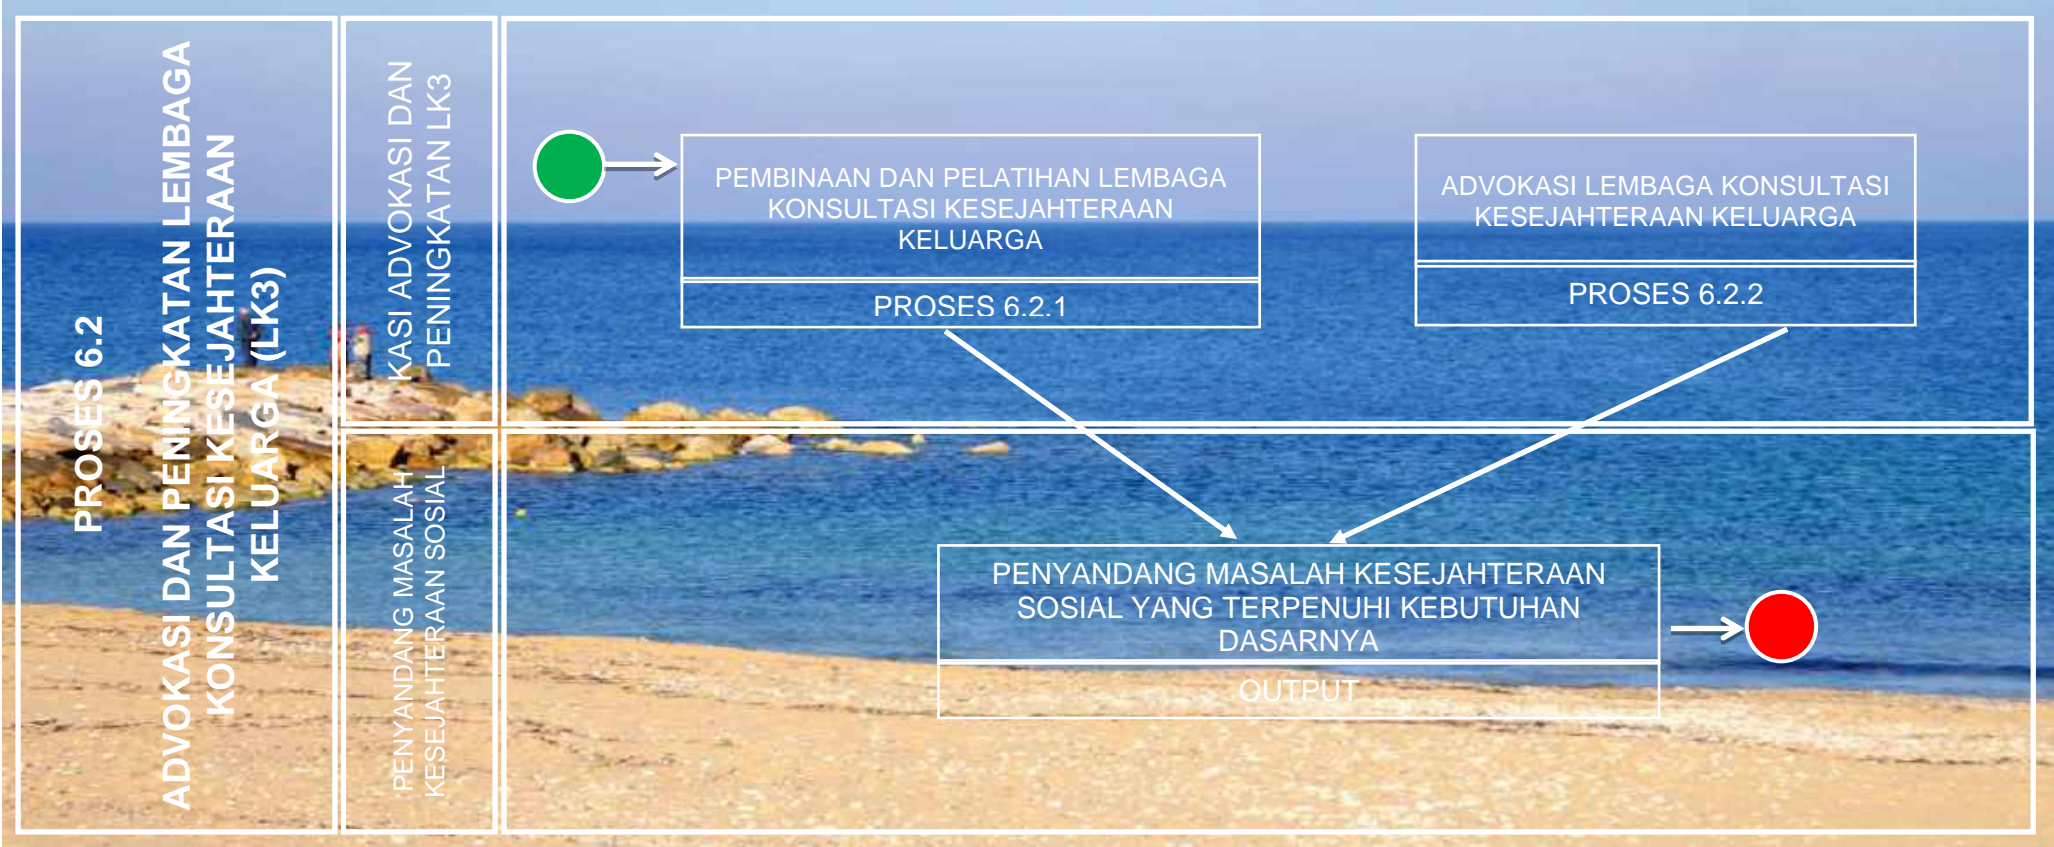 PROSES 6.2
ADVOKASI DAN PENINGKATAN LEMBAGA
KONSULTASI KESEJAHTERAAN
KELUARGA (LK3)
KASI ADVOKASI DAN
PENINGKATAN LK3
PEMBINAAN DAN PELATIHAN LEMBAGA
KONSULTASI KESEJAHTERAAN
KELUARGA
PROSES 6.2.1
ADVOKASI LEMBAGA KONSULTASI
KESEJAHTERAAN KELUARGA
PROSES 6.2.2
PENYANDANG MASALAH
KESEJAHTERAAN SOSIAL
PENYANDANG MASALAH KESEJAHTERAAN
SOSIAL YANG TERPENUHI KEBUTUHAN
DASARNYA
OUTPUT